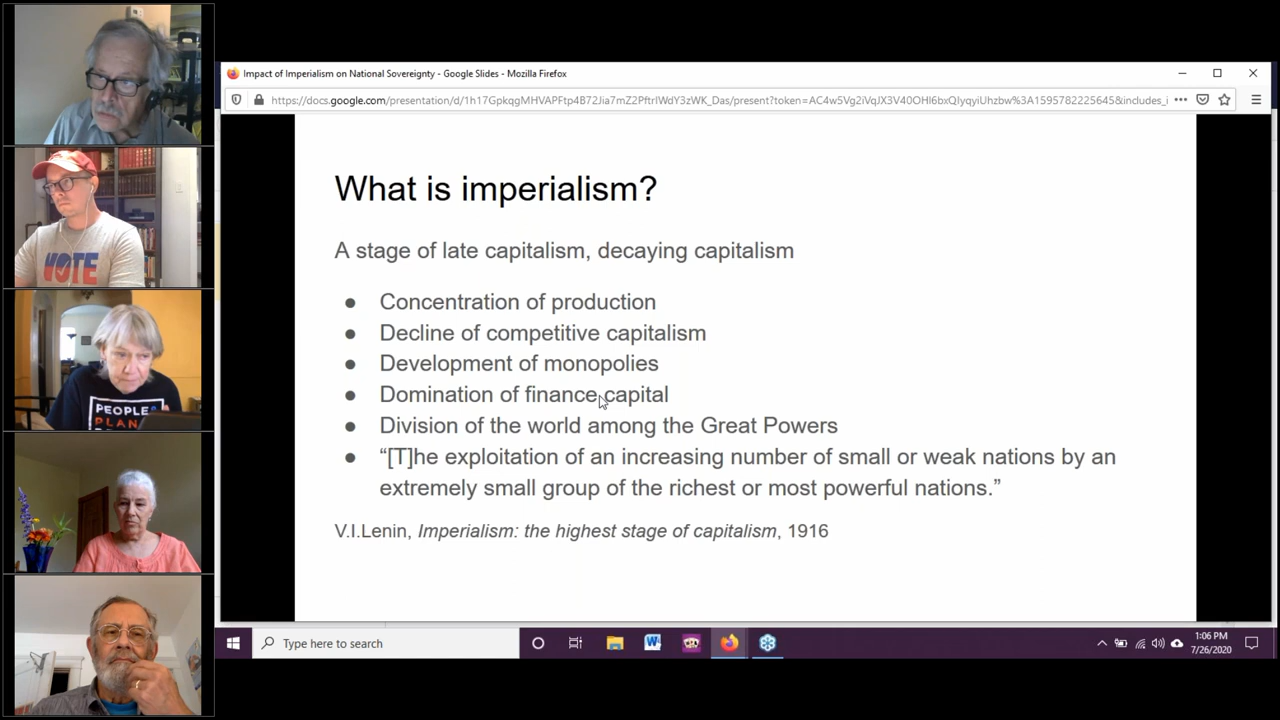 Impact of Imperialism on National Sovereignty - Google Slides - Mozilla Firefox
What is imperialism?
A stage of late capitalism, decaying capitalism
● Concentration of production
● Decline of competitive capitalism
● Development of monopolies
● Domination of finance capital
● Division of the world among the Great Powers
● “[T]he exploitation of an increasing number of small or weak nations by an
extremely small group of the richest or most powerful nations.”
V.I.Lenin, Imperialism: the highest stage of capitalism, 1916
VOTE
PEOPLE
PLAN
Type here to search
1:06 PM
7/26/2020